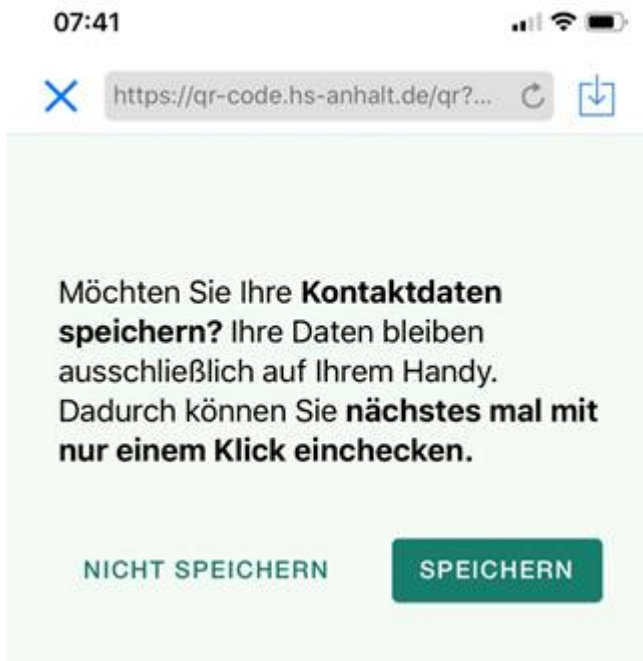 07:41
https://qr-code.hs-anhalt.de/qr?...
Möchten Sie Ihre Kontaktdaten
speichern? Ihre Daten bleiben
ausschließlich auf Ihrem Handy.
Dadurch können Sie nächstes mal mit
nur einem Klick einchecken.
NICHT SPEICHERN SPEICHERN